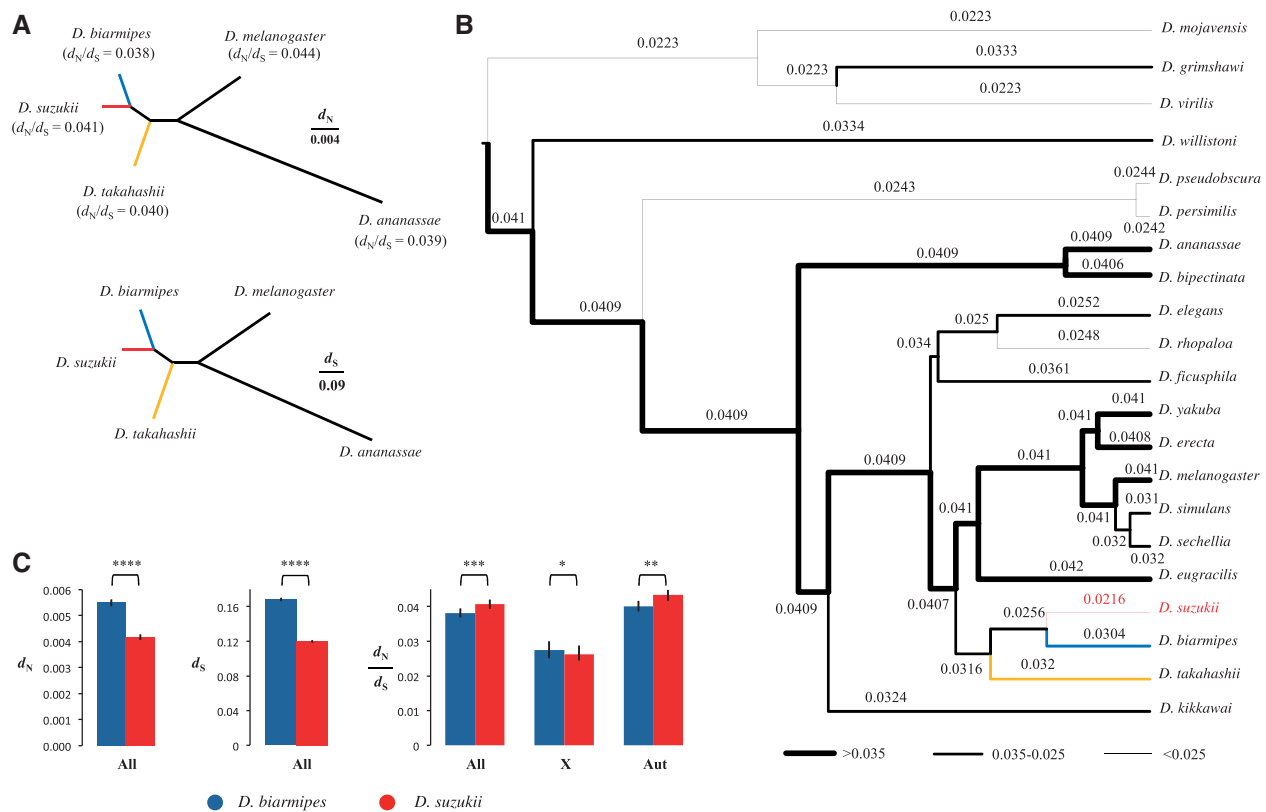 A
D. biarmipes
(dN/dS = 0.038)
D. melanogaster
(dN/dS = 0.044)
D. suzukii
(dN/dS = 0.041)
dN
0.004
D. takahashii
(dN/dS = 0.040)
D. ananassae
(dN/dS = 0.039)
D. biarmipes
D. melanogaster
D. suzukii
dS
0.09
D. takahashii
D. ananassae
B
0.0223
D. mojavensis
0.0223
0.0333
0.0223
D. grimshawi
0.0223
D. virilis
0.0334
D. willistoni
0.0244
D. pseudobscura
0.0243
D. persimilis
0.0242
0.041
0.0409
D. ananassae
0.0409
0.0406
D. bipectinata
0.0409
0.0252
D. elegans
0.025
0.0248
D. rhopaloa
0.034
0.0361
D. ficusphila
0.041
D. yakuba
0.0409
0.041
0.0408
D. erecta
0.0409
0.041
0.041
D. melanogaster
0.031
D. simulans
0.041
0.041
0.032
D. sechellia
0.032
0.042
D. eugracilis
0.0409
0.0407
0.0216
D. suzukii
0.0256
0.0304
D. biarmipes
0.0316
0.032
D. takahashii
0.0324
D. kikkawai
>0.035
0.035-0.025
<0.025
C
****
****
***
*
**
0.006
0.005
0.004
0.003
0.002
0.001
0.000
dN
All
0.16
0.12
0.08
0.04
0
dS
All
0.04
0.03
0.02
0.01
0
dN
dS
All
X
Aut
D. biarmipes
D. suzukii